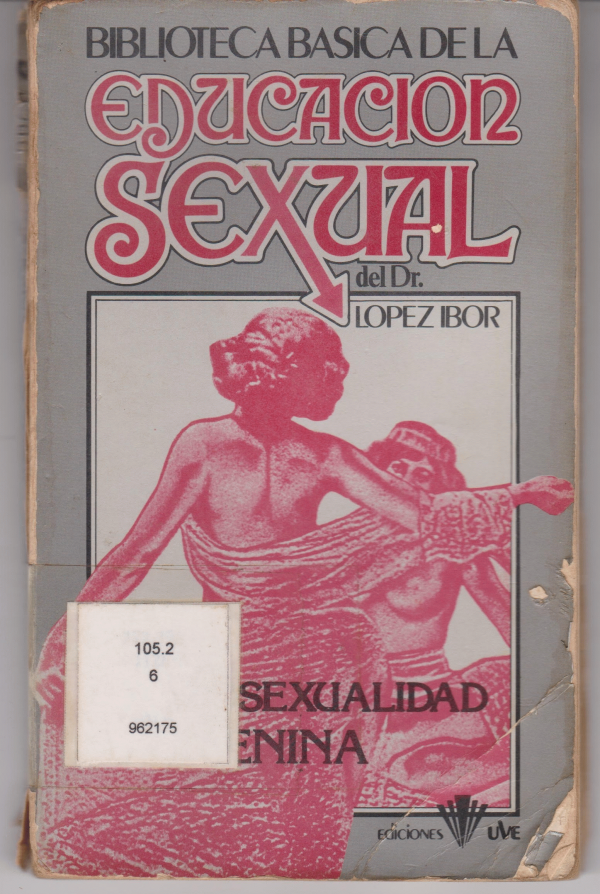 BIBLIOTECA BASICA DE LA
EDUCACION
SEXUAL
del Dr.
LOPEZ IBOR
105.2
6
962175
SEXUALIDAD
ENINA
EDICIONES UVE